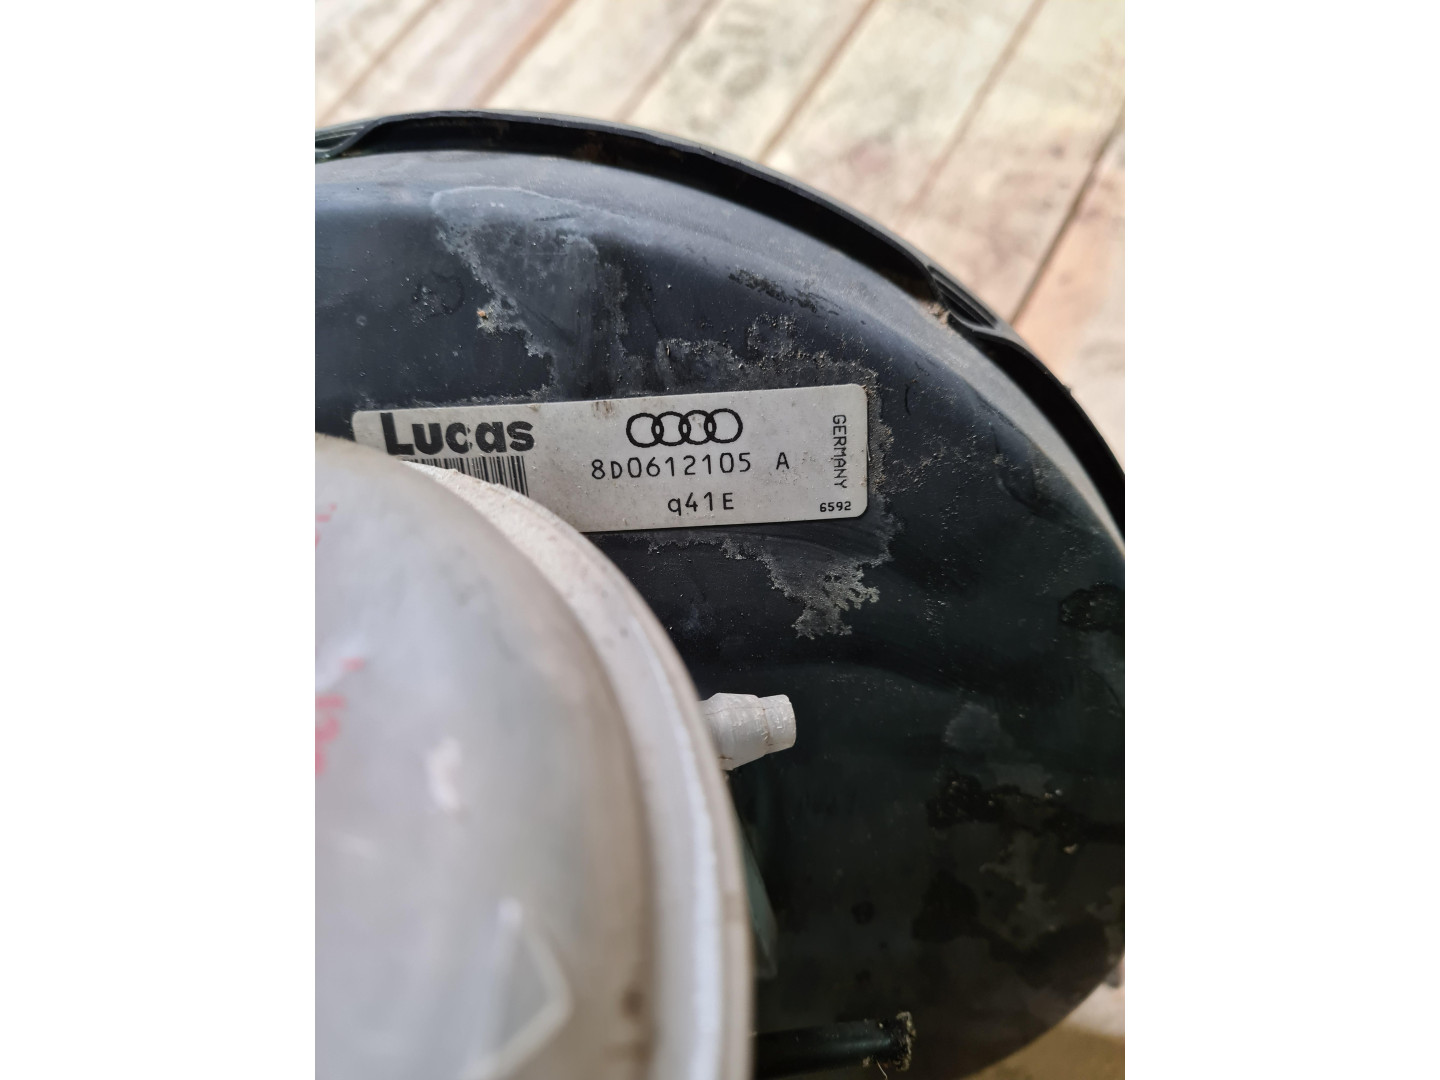 Lucas
8D0612105 A
q41E
GERMANY
6592